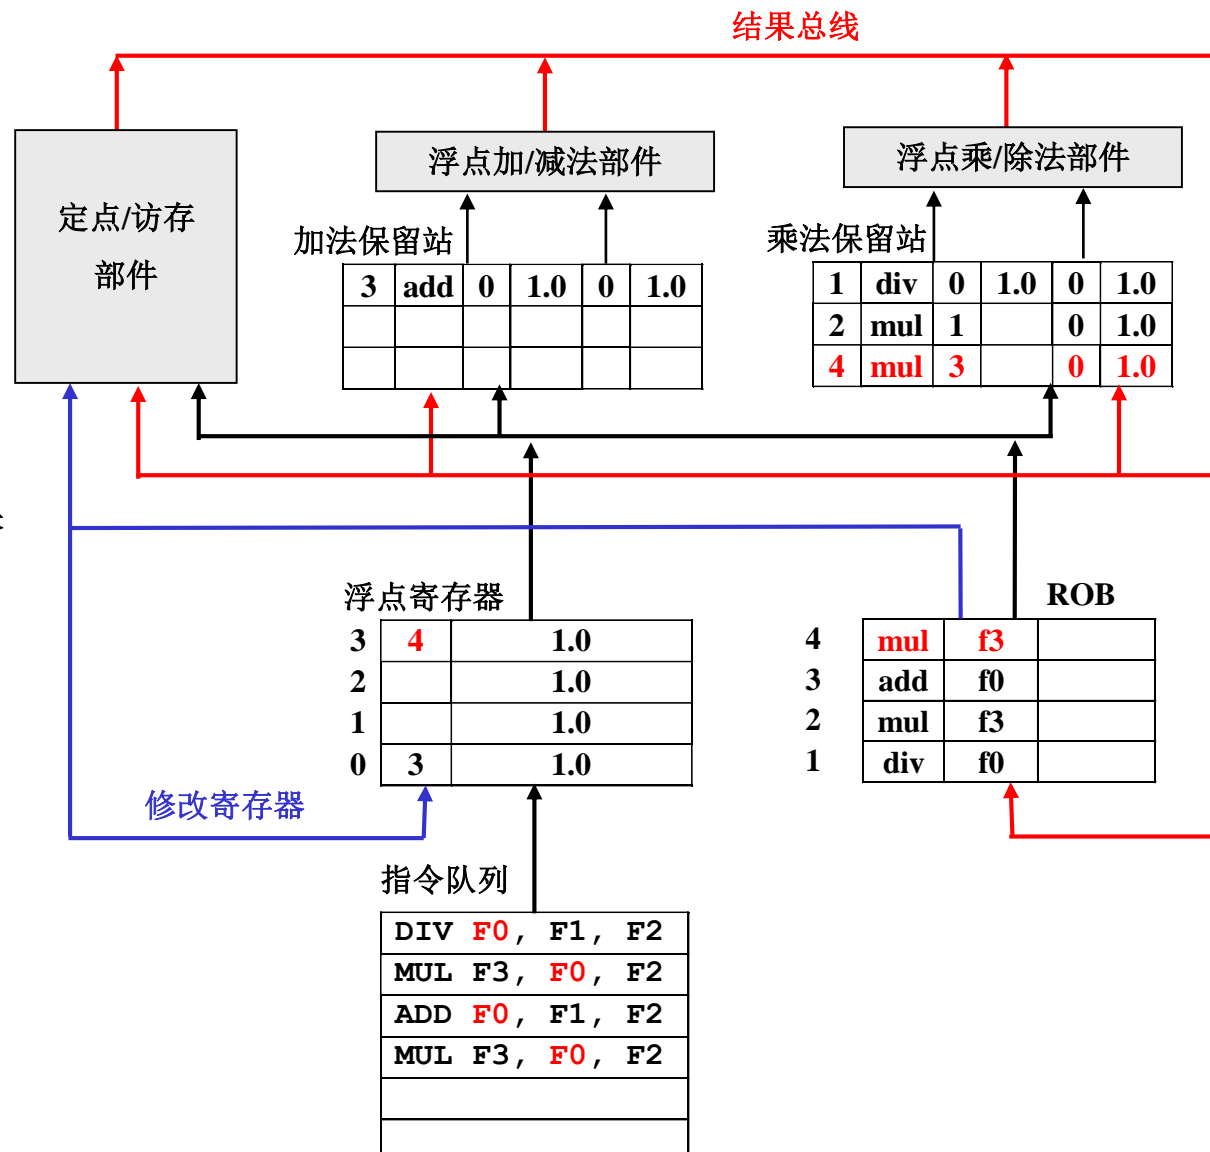 结果总线
定点/访存
部件
浮点加/减法部件
浮点乘/除法部件
加法保留站
3 add 0 1.0 0 1.0
乘法保留站
1 div 0 1.0 0 1.0
2 mul 1 0 1.0
4 mul 3 0 1.0
浮点寄存器
3 4 1.0
2 1.0
1 1.0
0 3 1.0
ROB
4 mul f3
3 add f0
2 mul f3
1 div f0
修改寄存器
指令队列
DIV F0, F1, F2
MUL F3, F0, F2
ADD F0, F1, F2
MUL F3, F0, F2